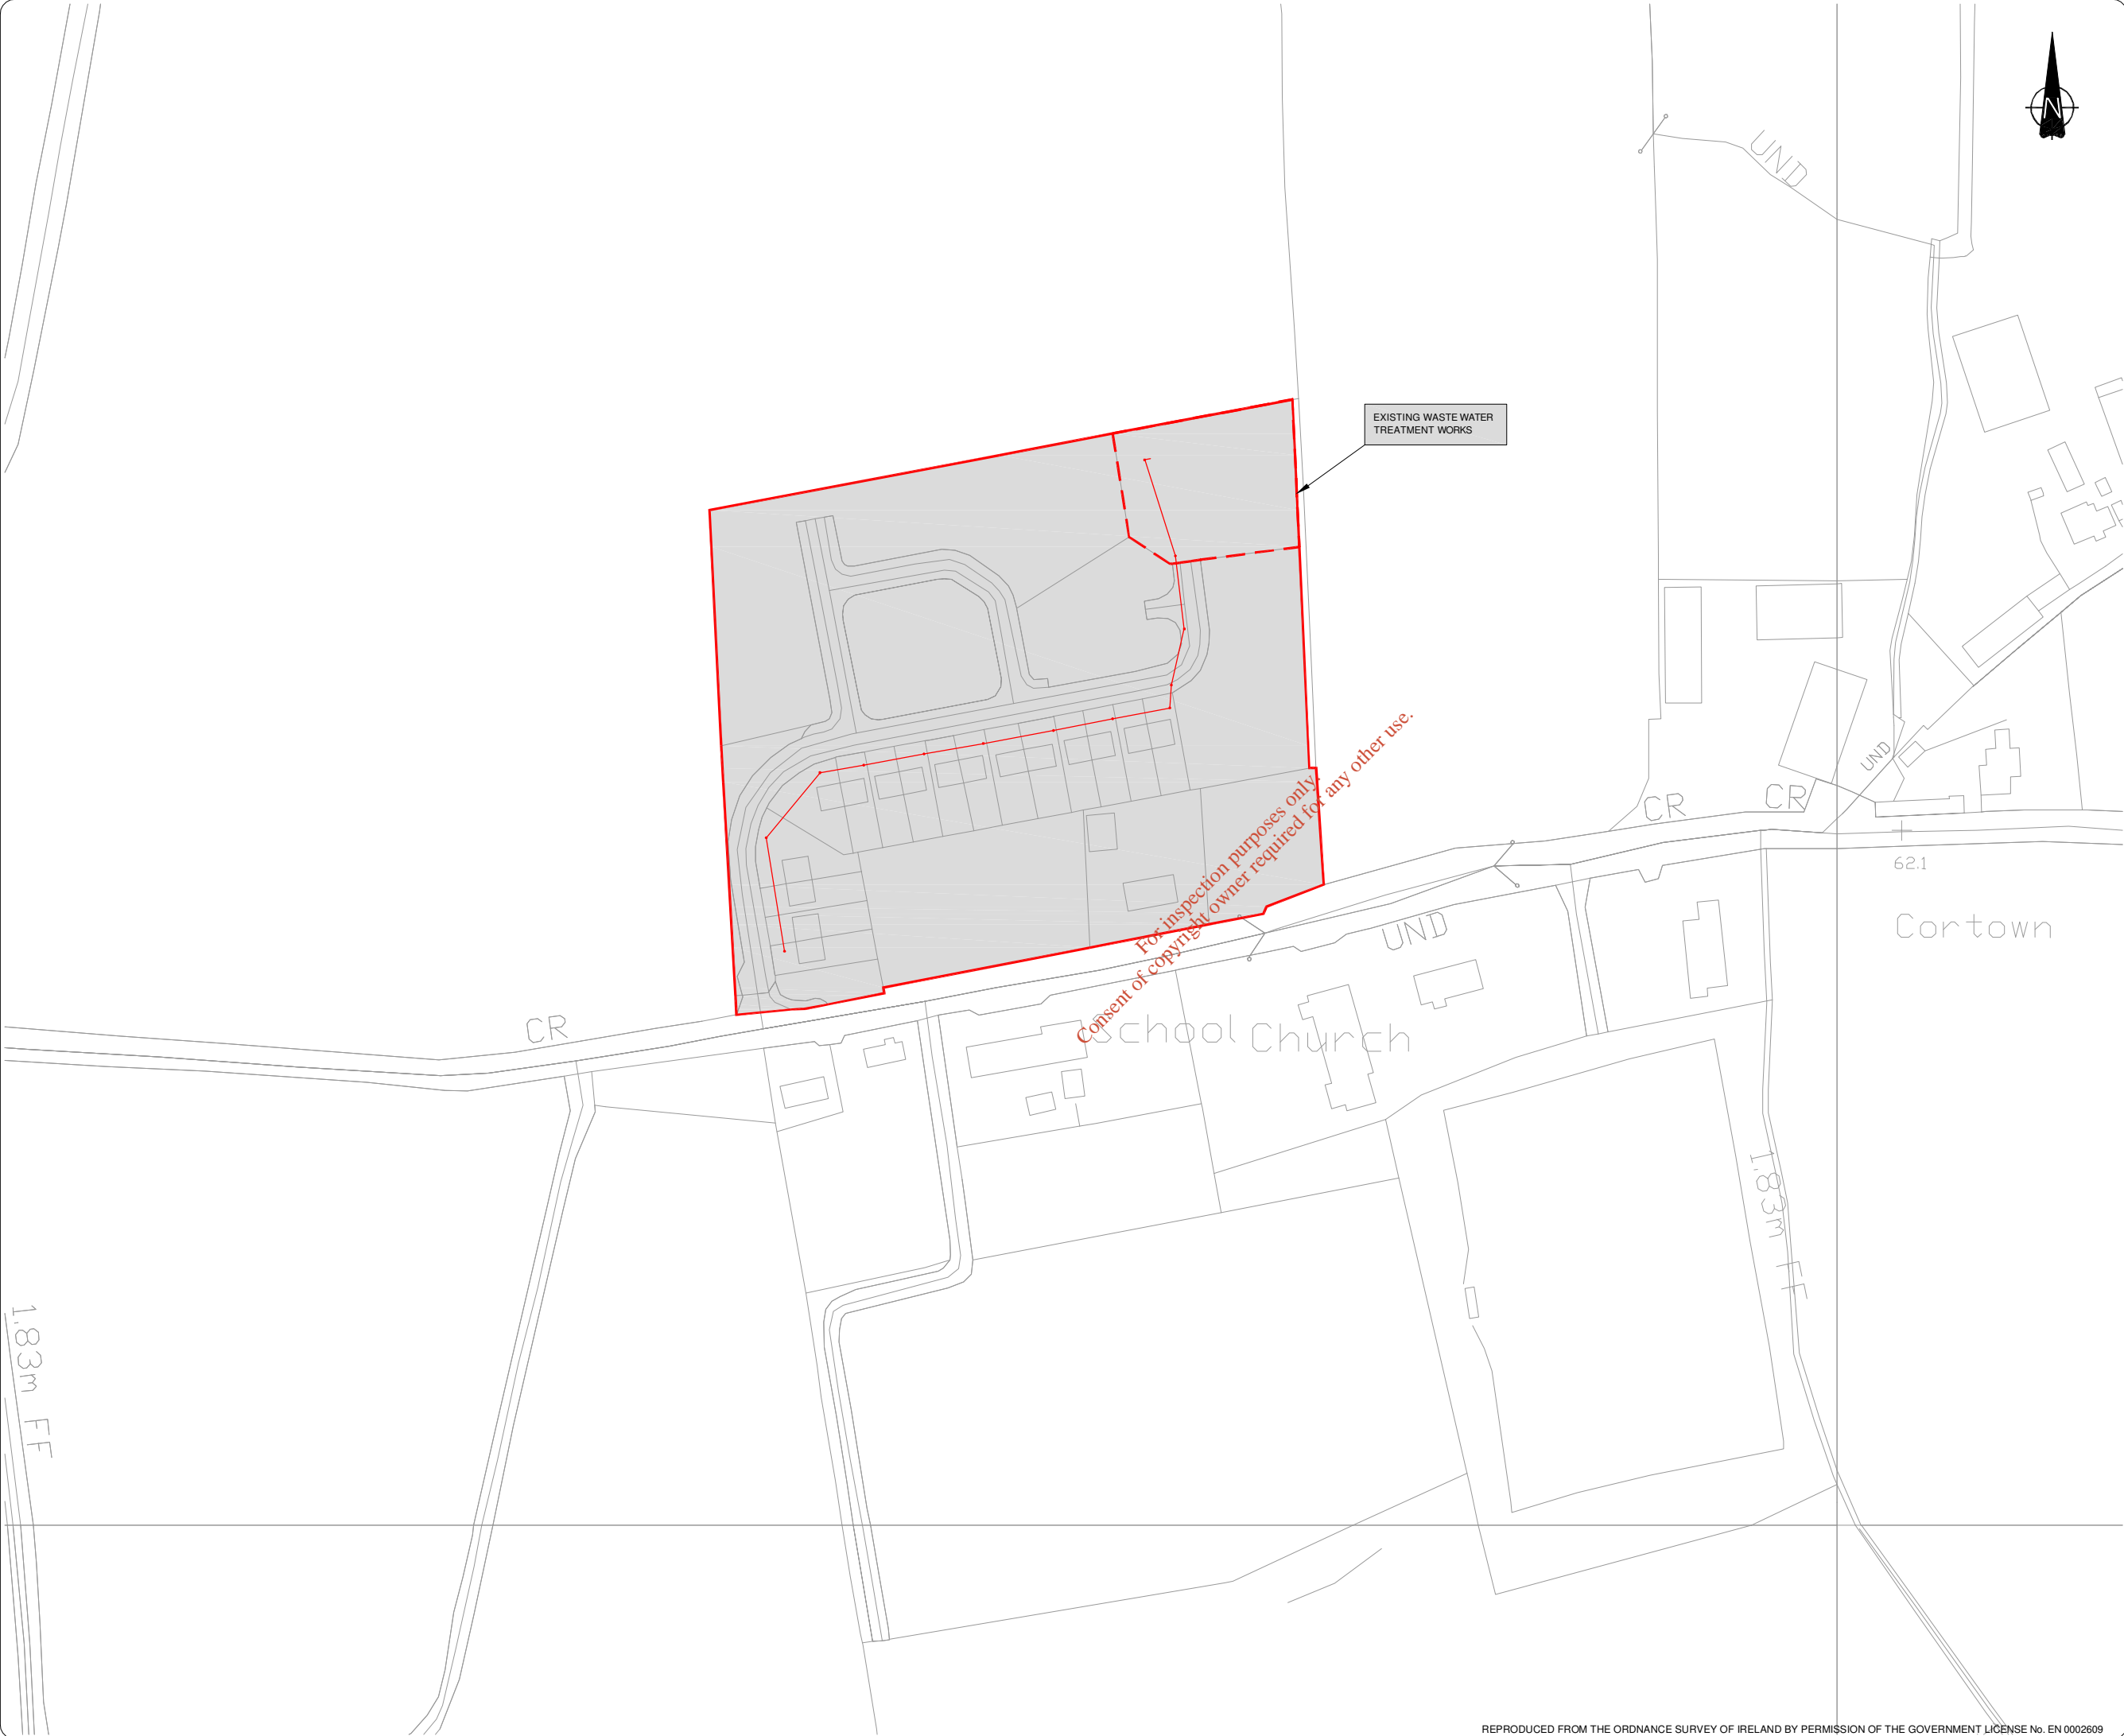 N
UND
EXISTING WASTE WATER
TREATMENT WORKS
For inspection purposes only.
Consent of copyright owner required for any other use.
UND
CR
CR
62.1
Cortown
UND
CR
School
Church
1.83m FF
1.83m FF
REPRODUCED FROM THE ORDNANCE SURVEY OF IRELAND BY PERMISSION OF THE GOVERNMENT LICENSE No. EN 0002609